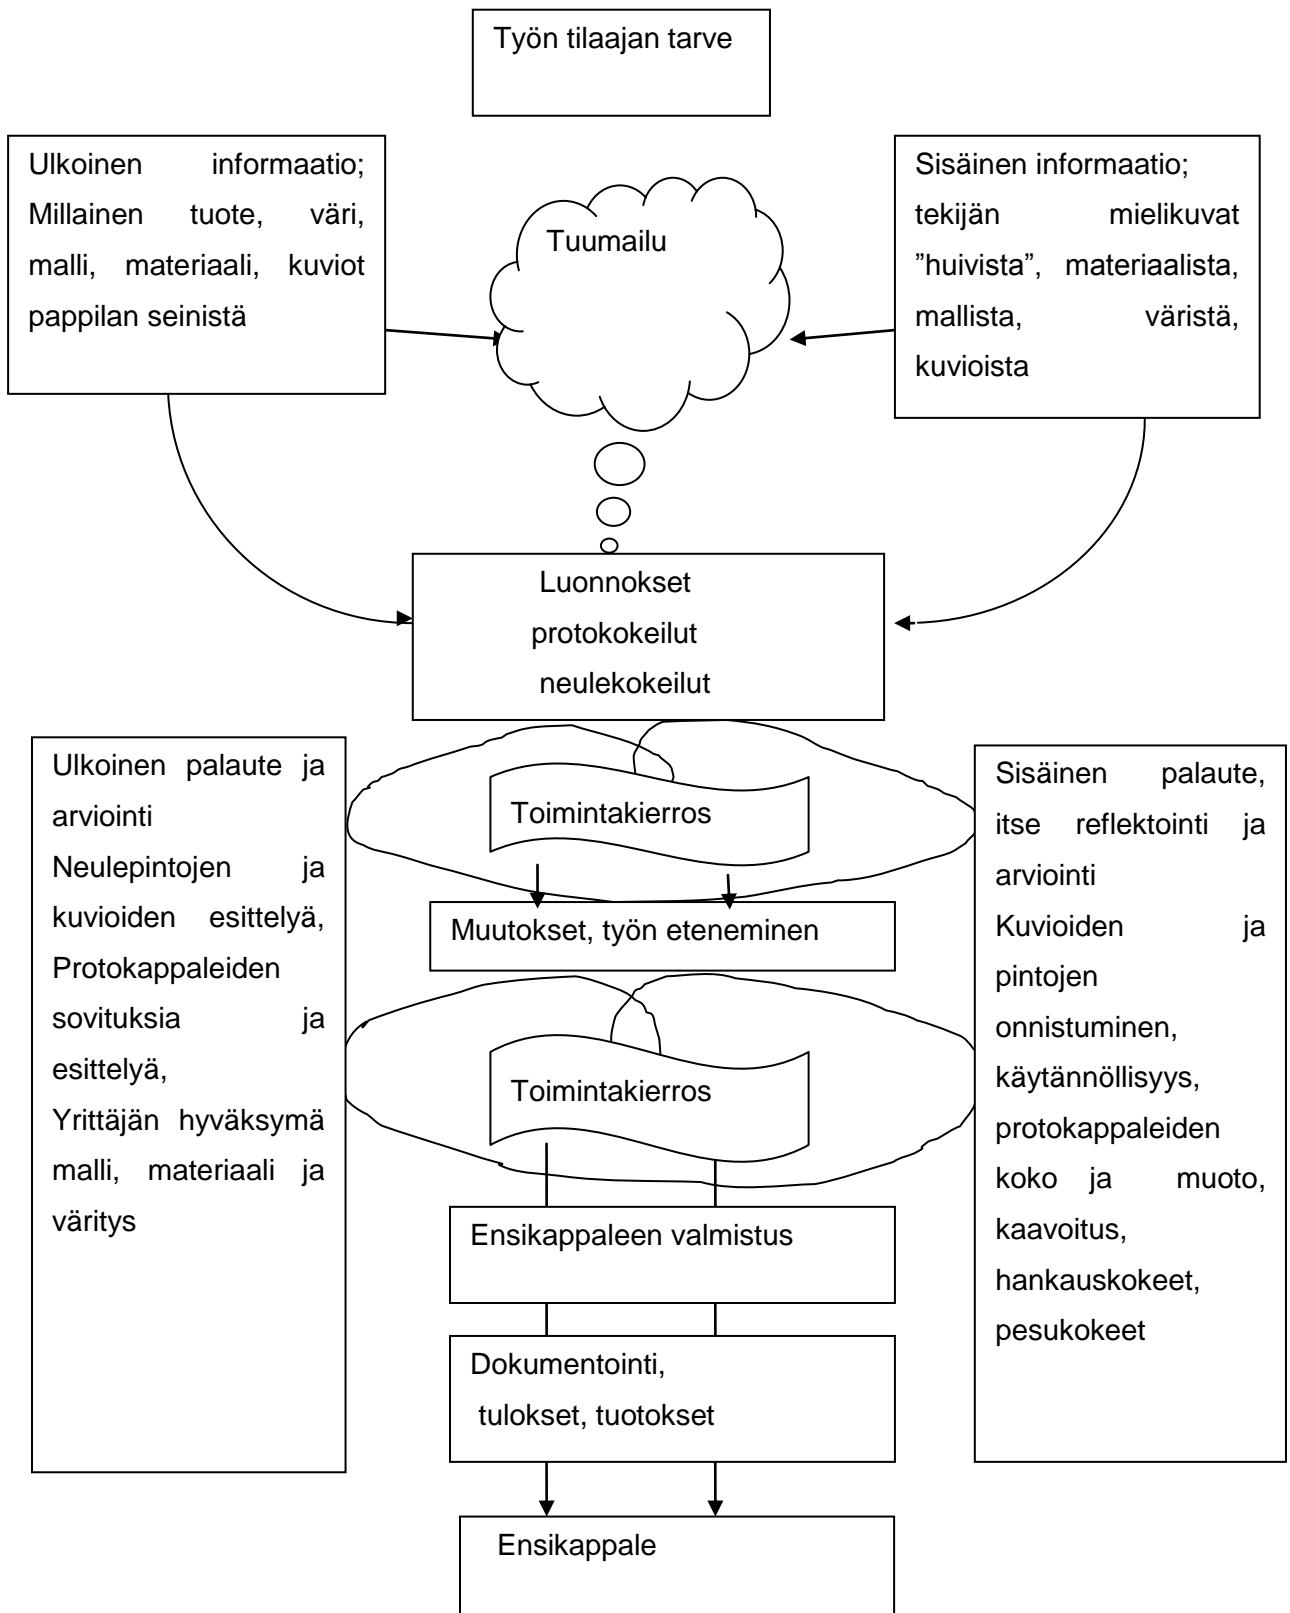 Työn tilaajan tarve
Ulkoinen informaatio;
Millainen tuote, väri,
malli, materiaali, kuviot
pappilan seinistä
Tuumailu
Sisäinen informaatio;
tekijän mielikuvat
”huivista”, materiaalista,
mallista, väristä,
kuvioista
Luonnokset
protokokeilut
neulekokeilut
Ulkoinen palaute ja
arviointi
Neulepintojen ja
kuvioiden esittelyä,
Protokappaleiden
sovituksia ja
esittelyä,
Yrittäjän hyväksymä
malli, materiaali ja
väritys
Toimintakierros
Muutokset, työn eteneminen
Toimintakierros
Sisäinen palaute,
itse reflektointi ja
arviointi
Kuvioiden ja
pintojen
onnistuminen,
käytännöllisyys,
protokappaleiden
koko ja muoto,
kaavoitus,
hankauskokeet,
pesukokeet
Ensikappaleen valmistus
Dokumentointi,
tulokset, tuotokset
Ensikappale